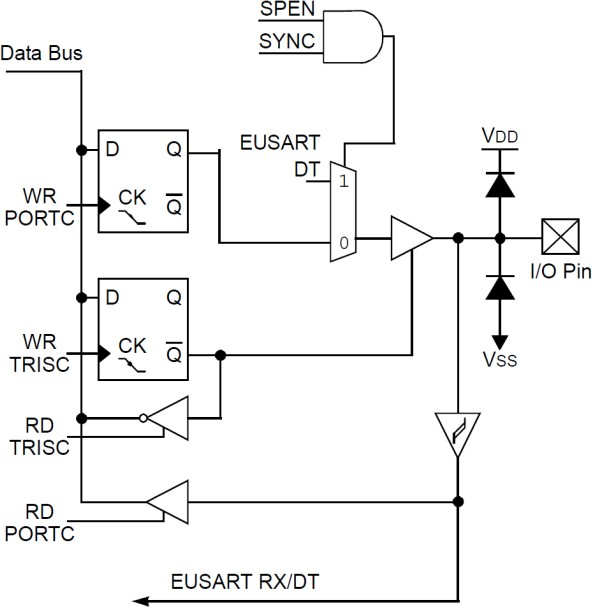 SPEN
SYNC
Data Bus
EUSART
DT
1
0
D
Q
CK
Q
WR
PORTC
VDD
I/O Pin
VSS
D
Q
CK
Q
WR
TRISC
RD
TRISC
RD
PORTC
EUSART RX/DT